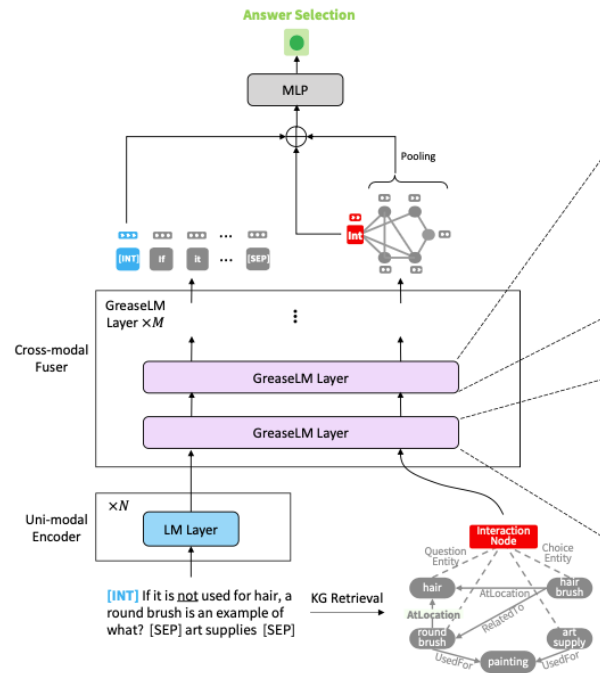 Answer Selection
MLP
Pooling
Int
[INT] If it ... [SEP]
GreaseLM
Layer ×M
Cross-modal
Fuser
GreaseLM Layer
GreaseLM Layer
×N
Uni-modal
Encoder
LM Layer
Interaction
Node
Question
Entity
Choice
Entity
hair
hair
brush
AtLocation
AtLocation
RelatedTo
round
brush
art
supply
UsedFor
painting
UsedFor
[INT] If it is not used for hair, a
round brush is an example of
what? [SEP] art supplies [SEP]
KG Retrieval